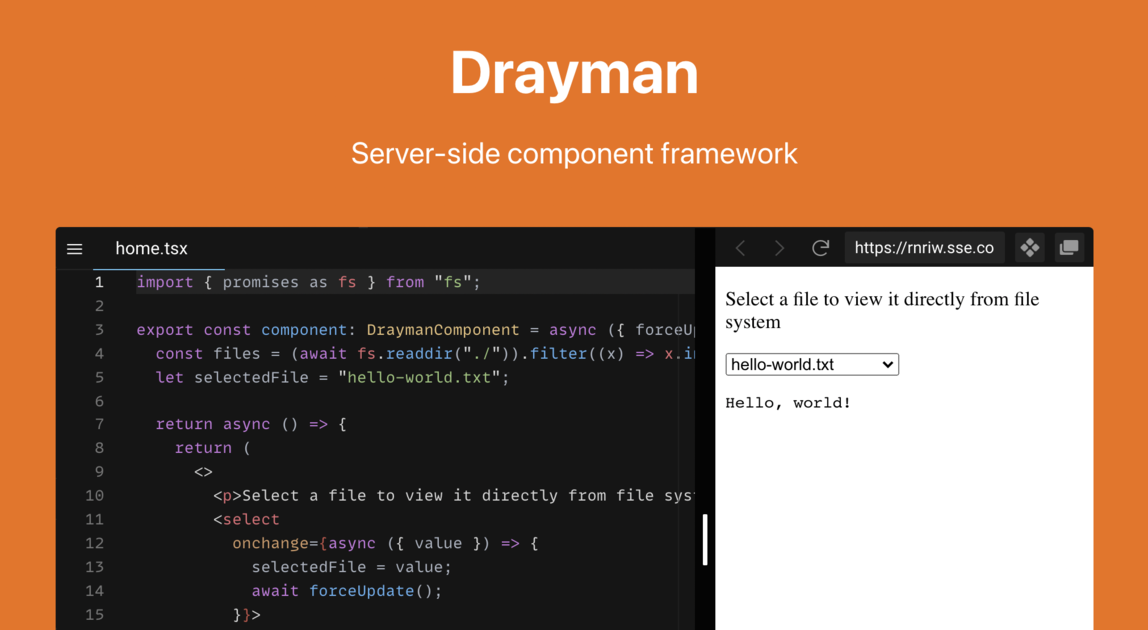 Drayman
Server-side component framework
home.tsx
1 import { promises as fs } from "fs";
2
3 export const component: DraymanComponent = async ({ forceUp
4 const files = (await fs.readdir("./")).filter((x) => x.in
5 let selectedFile = "hello-world.txt";
6
7 return async () => {
8 return (
9 <>
10 <p>Select a file to view it directly from file syst
11 <select
12 onchange={async ({ value }) => {
13 selectedFile = value;
14 await forceUpdate();
15 }}>
https://rnriw.sse.co
Select a file to view it directly from file
system
hello-world.txt
Hello, world!